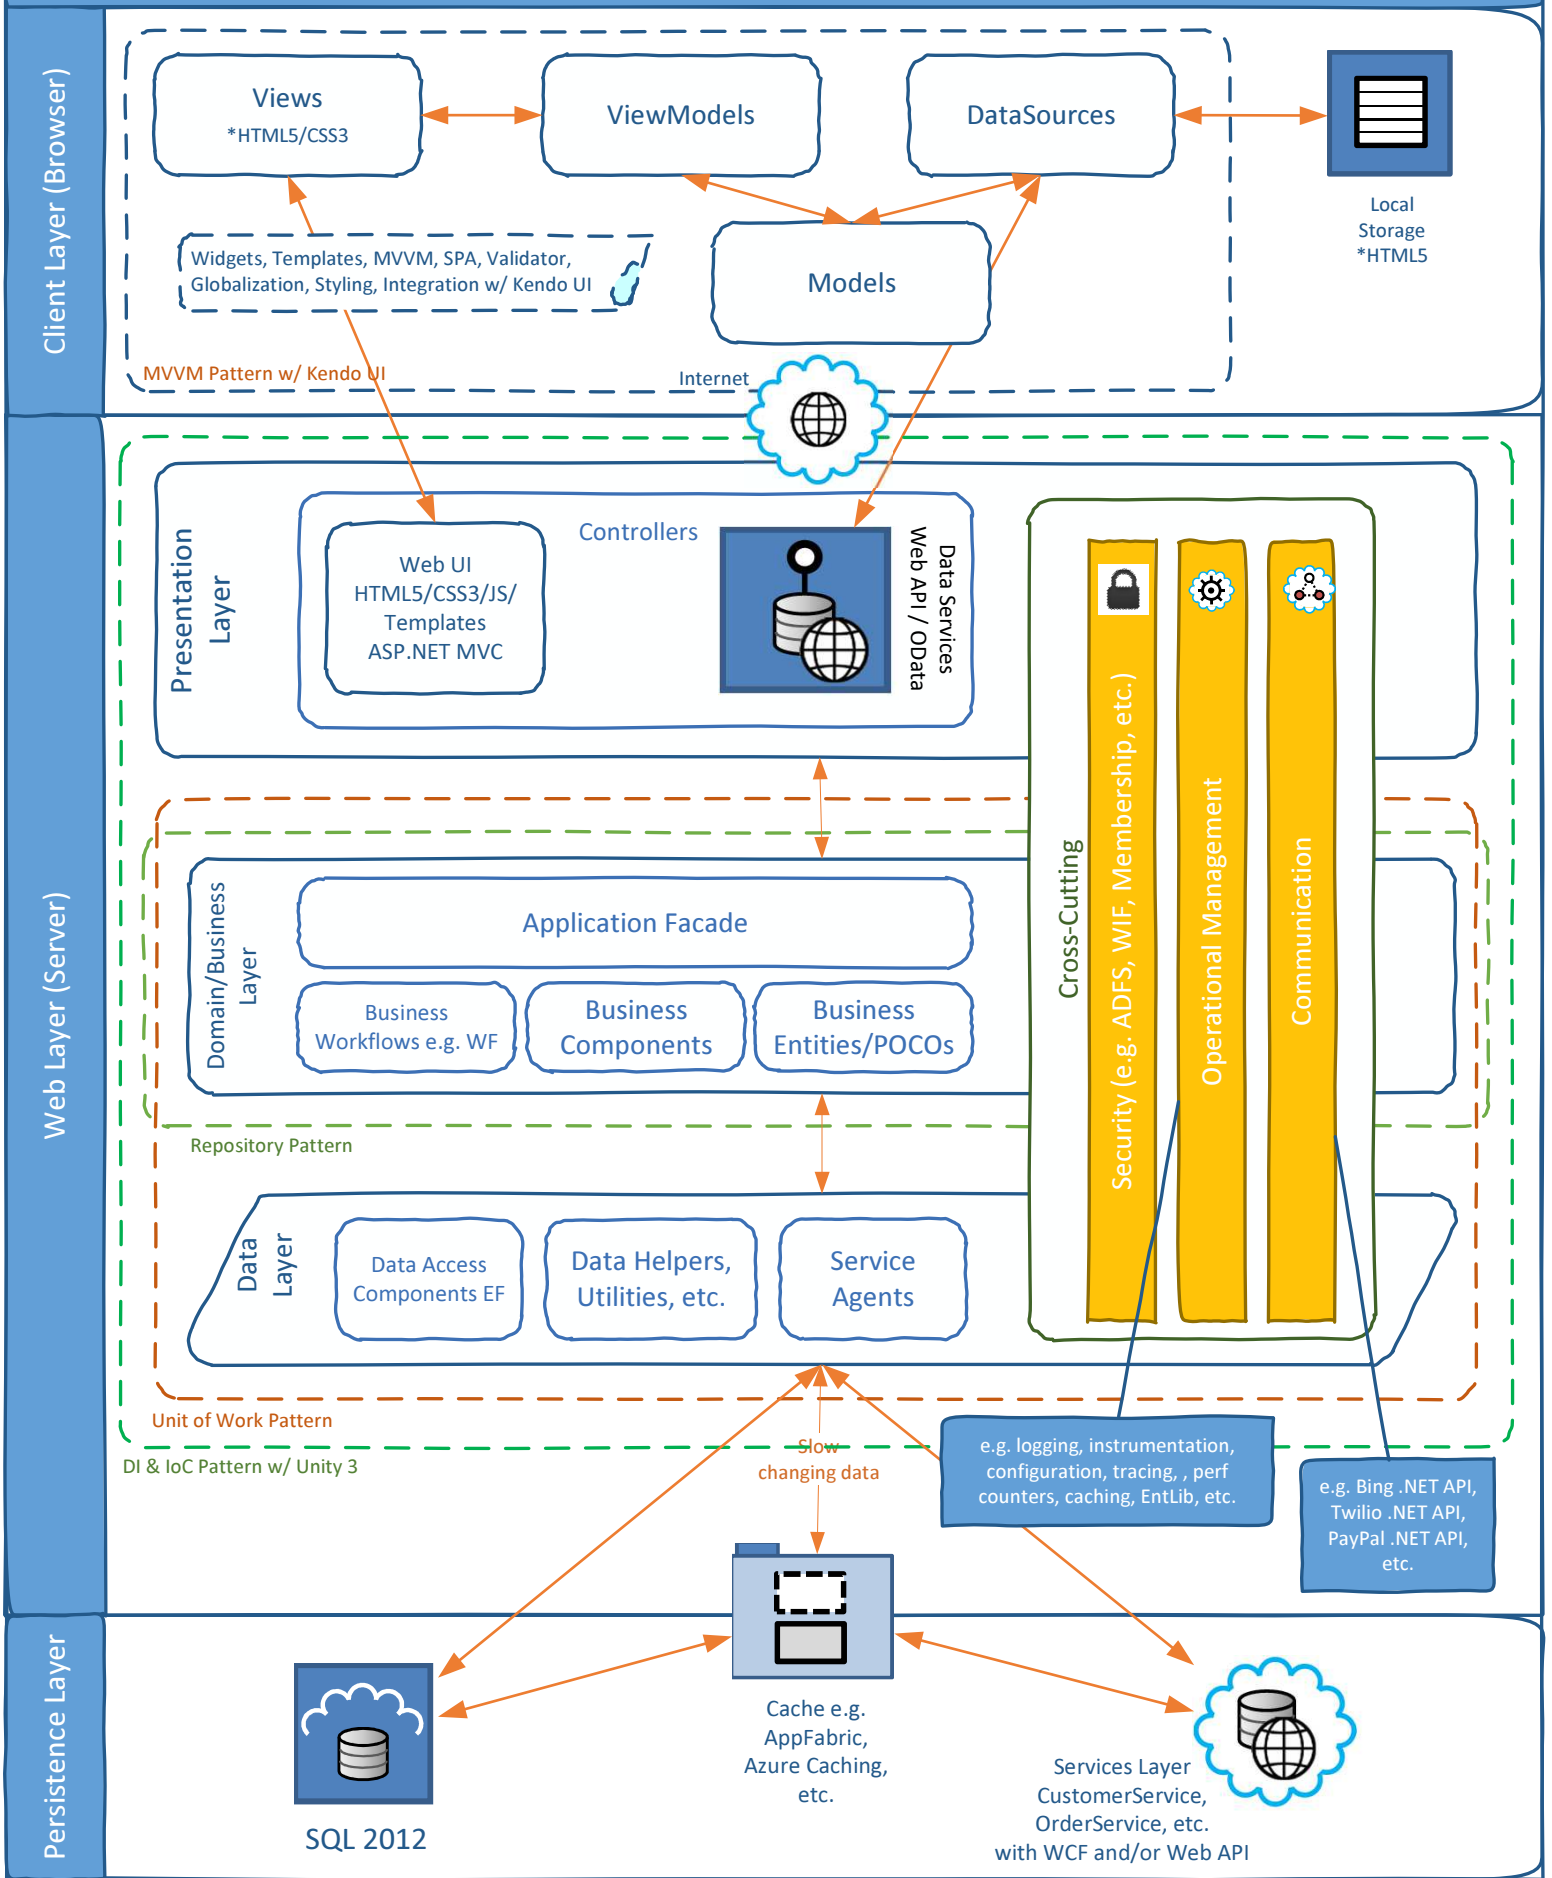 Client Layer (Browser)
Views
*HTML5/CSS3
ViewModels
DataSources
Local
Storage
*HTML5
Widgets, Templates, MVVM, SPA, Validator,
Globalization, Styling, Integration w/ Kendo UI
Models
MVVM Pattern w/ Kendo UI
Internet
Web Layer (Server)
Presentation
Layer
Controllers
Web UI
HTML5/CSS3/JS/
Templates
ASP.NET MVC
Data Services
Web API / OData
Cross-Cutting
Security (e.g. ADFS, WIF, Membership, etc.)
Operational Management
Communication
Domain/Business
Layer
Application Facade
Business
Workflows e.g. WF
Business
Components
Business
Entities/POCOs
Repository Pattern
Data
Layer
Data Access
Components EF
Data Helpers,
Utilities, etc.
Service
Agents
Unit of Work Pattern
DI & IoC Pattern w/ Unity 3
Slow
changing data
e.g. logging, instrumentation,
configuration, tracing, , perf
counters, caching, EntLib, etc.
e.g. Bing .NET API,
Twilio .NET API,
PayPal .NET API,
etc.
Persistence Layer
SQL 2012
Cache e.g.
AppFabric,
Azure Caching,
etc.
Services Layer
CustomerService,
OrderService, etc.
with WCF and/or Web API